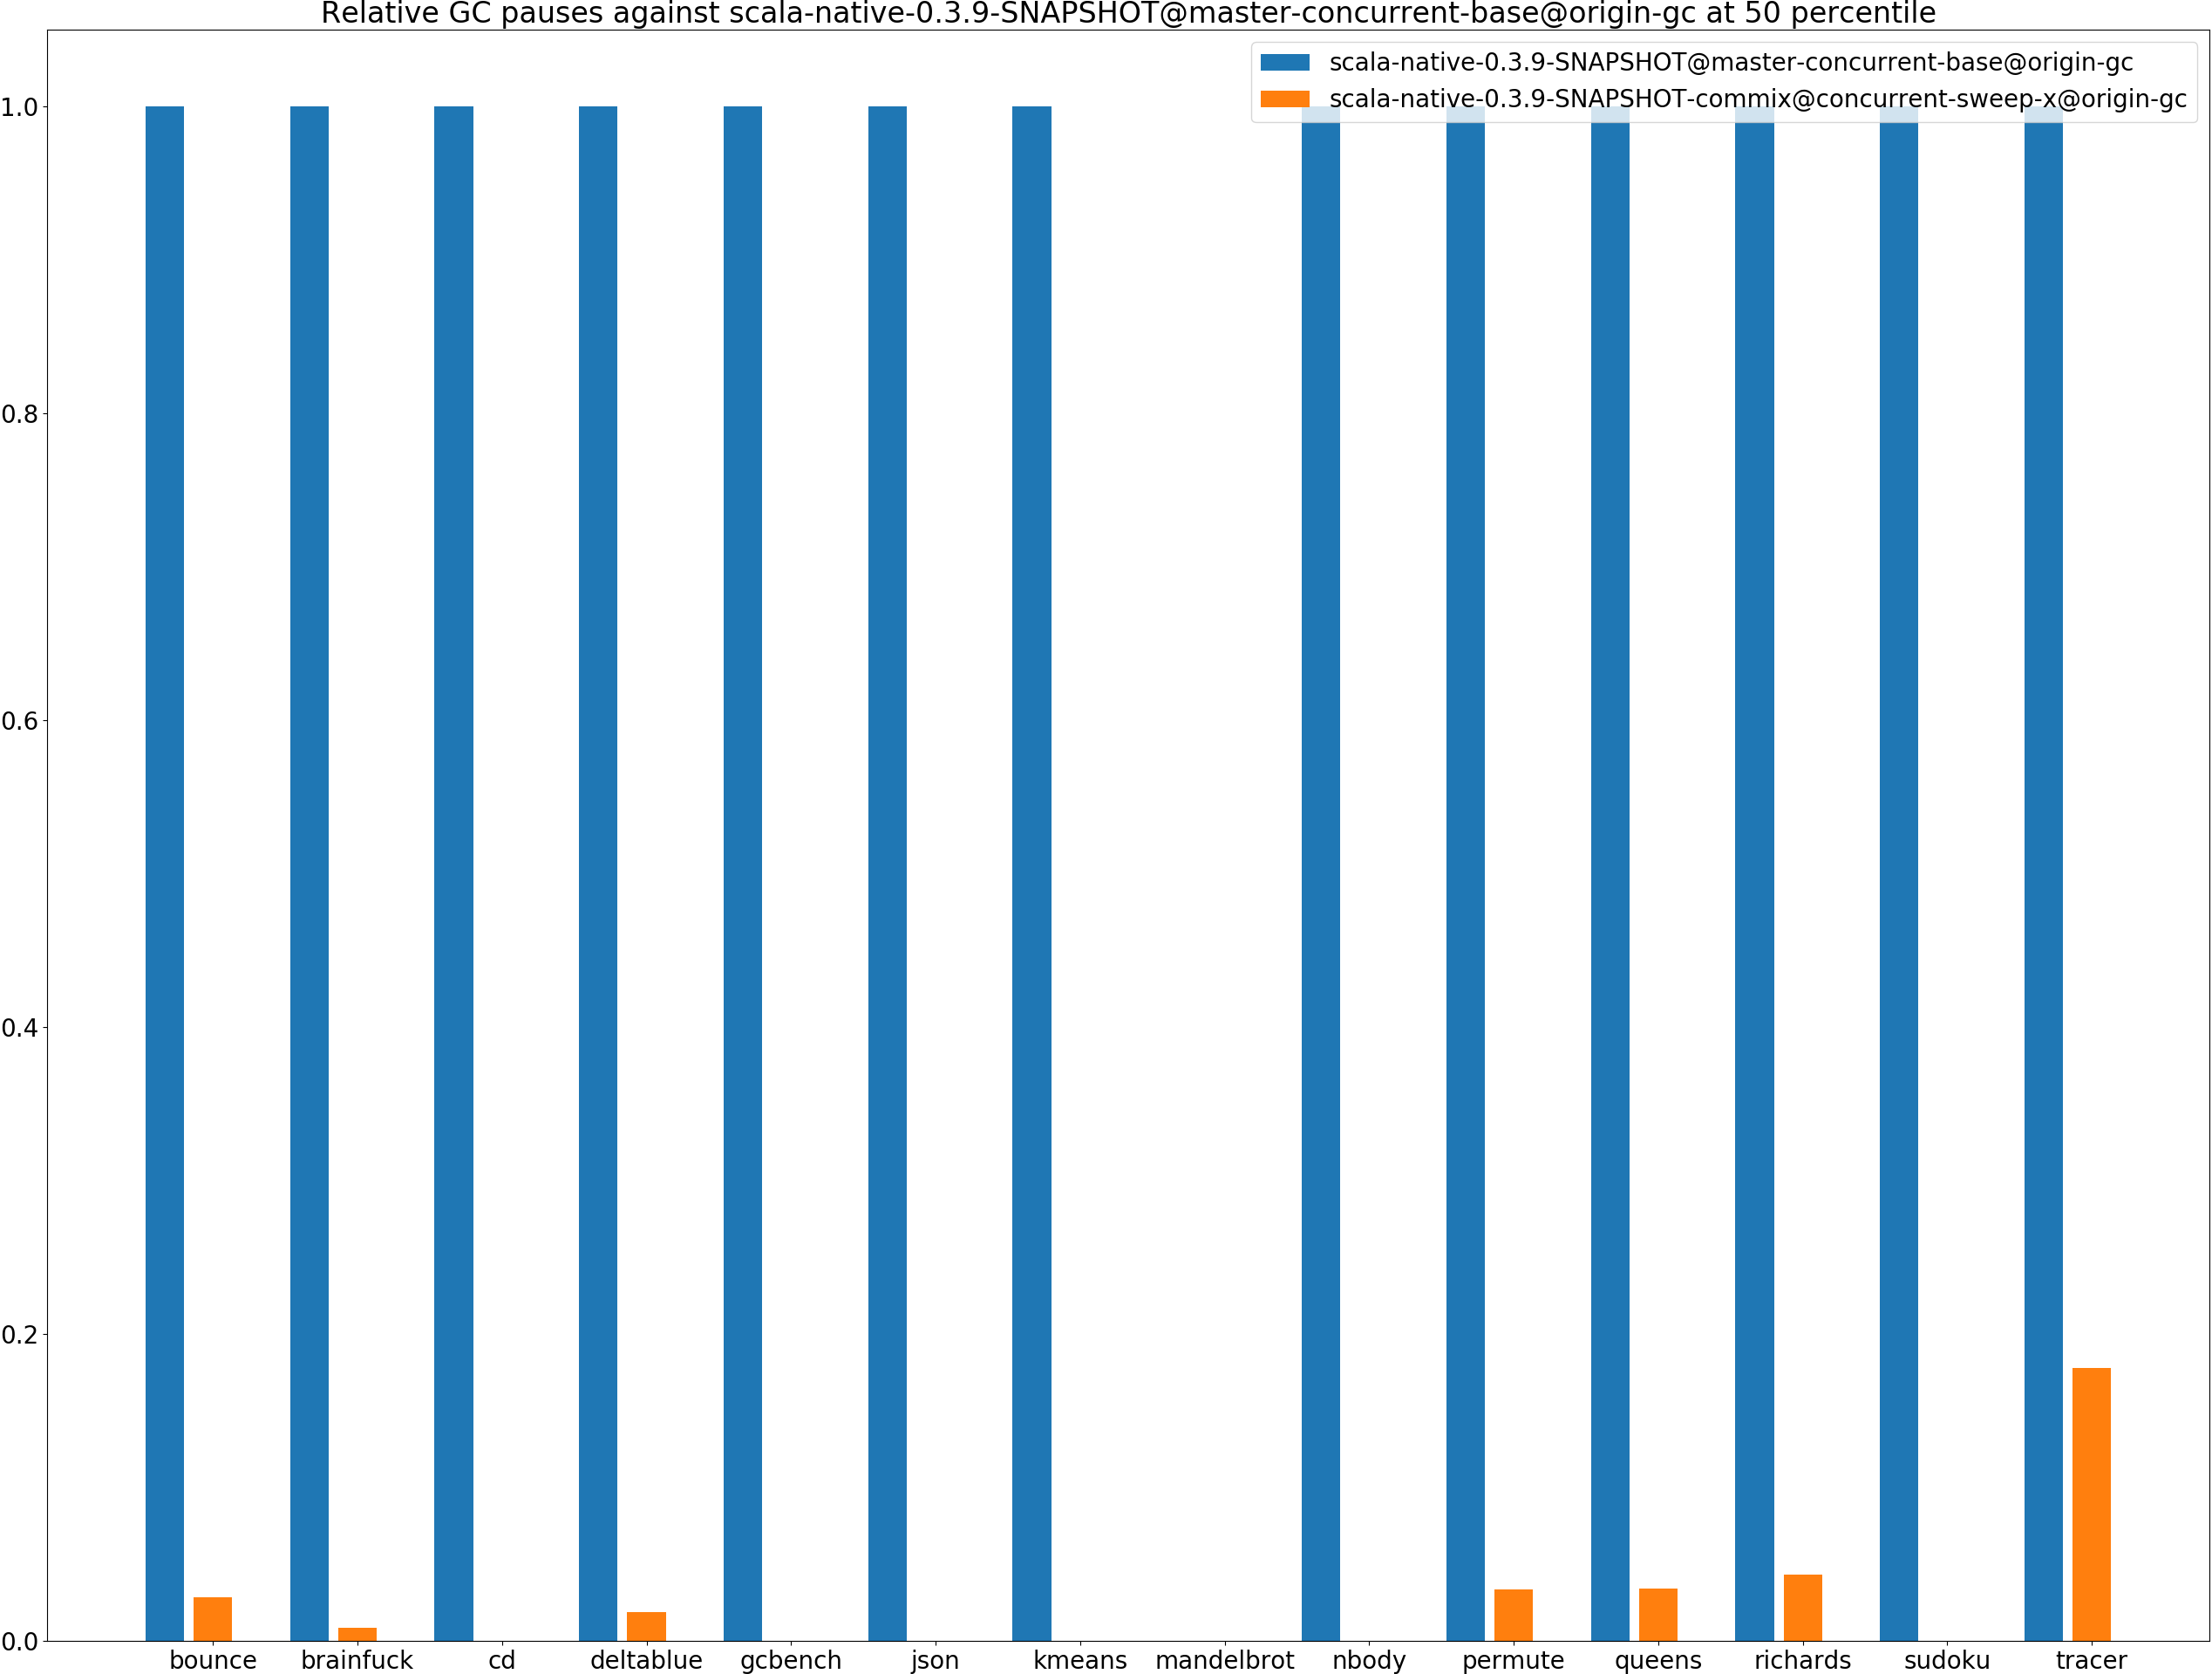 Relative GC pauses against scala-native-0.3.9-SNAPSHOT@master-concurrent-base@origin-gc at 50 percentile
scala-native-0.3.9-SNAPSHOT@master-concurrent-base@origin-gc
scala-native-0.3.9-SNAPSHOT-commix@concurrent-sweep-x@origin-gc
1.0
0.8
0.6
0.4
0.2
0.0
bounce brainfuck cd deltablue gcbench json kmeans mandelbrot nbody permute queens richards sudoku tracer